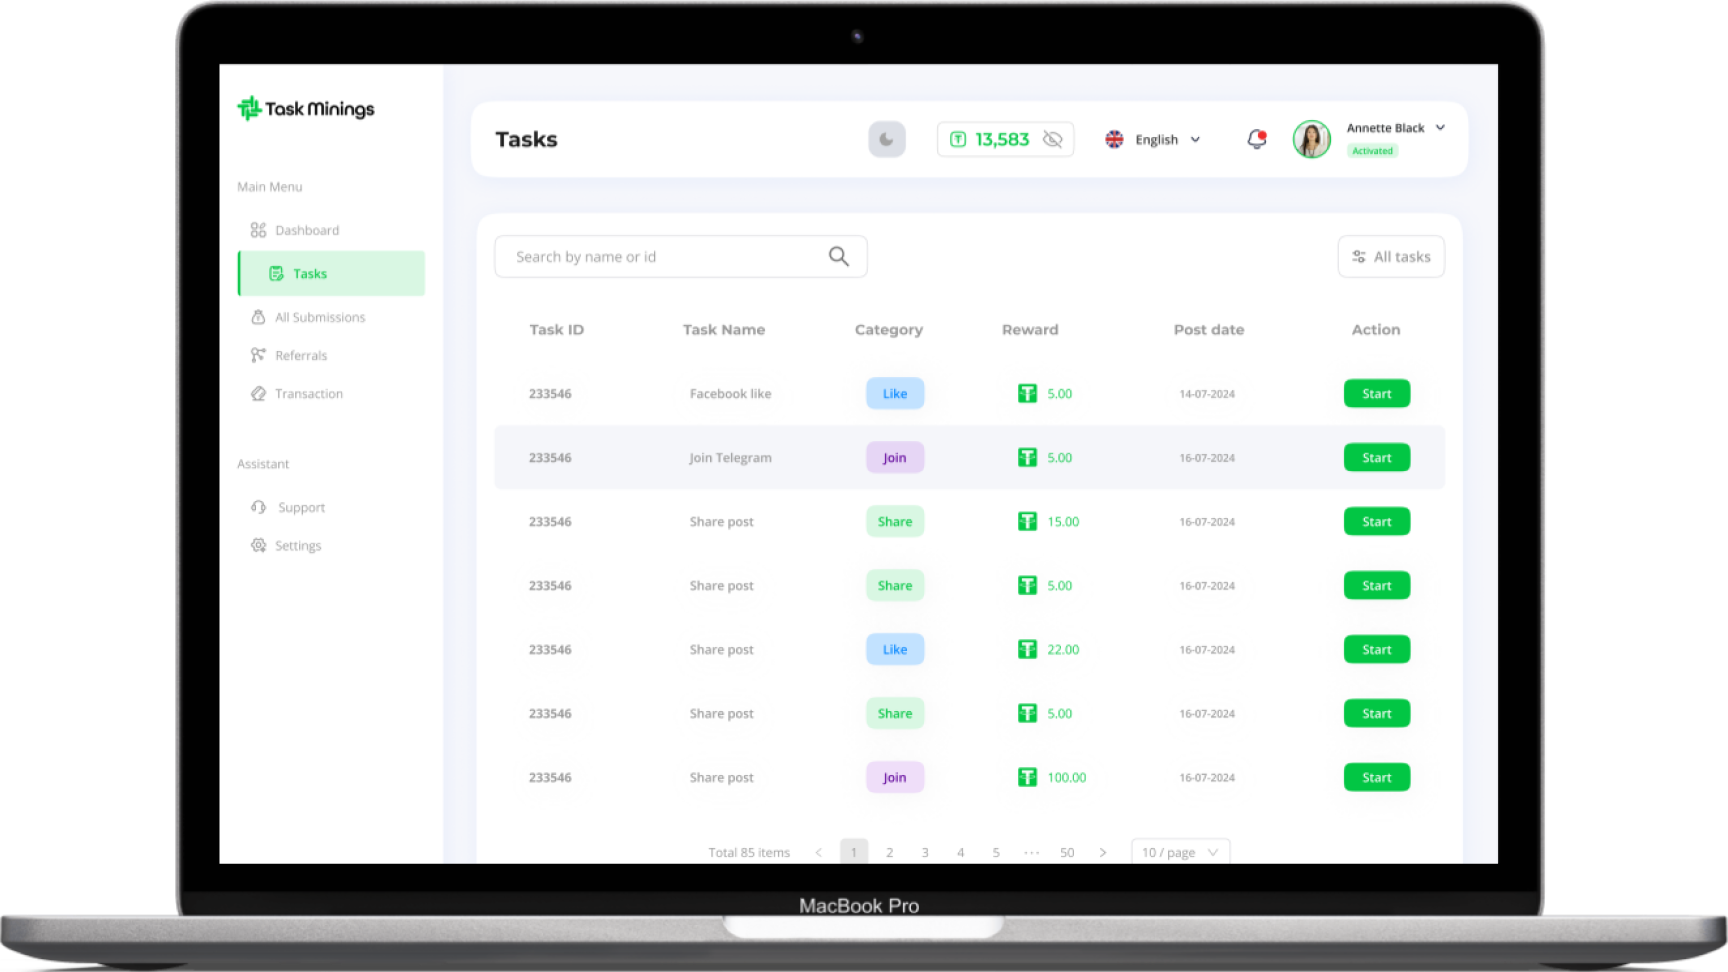 Task Minings
Tasks
13,583
English
Annette Black
Activated
Main Menu
Dashboard
Tasks
All Submissions
Referrals
Transaction
Assistant
Support
Settings
Search by name or id
All tasks
Task ID Task Name Category Reward Post date Action
233546 Facebook like Like 5.00 14-07-2024 Start
233546 Join Telegram Join 5.00 16-07-2024 Start
233546 Share post Share 15.00 16-07-2024 Start
233546 Share post Share 5.00 16-07-2024 Start
233546 Share post Like 22.00 16-07-2024 Start
233546 Share post Share 5.00 16-07-2024 Start
233546 Share post Join 100.00 16-07-2024 Start
Total 85 items < 1 2 3 4 5 ··· 50 > 10 / page
MacBook Pro